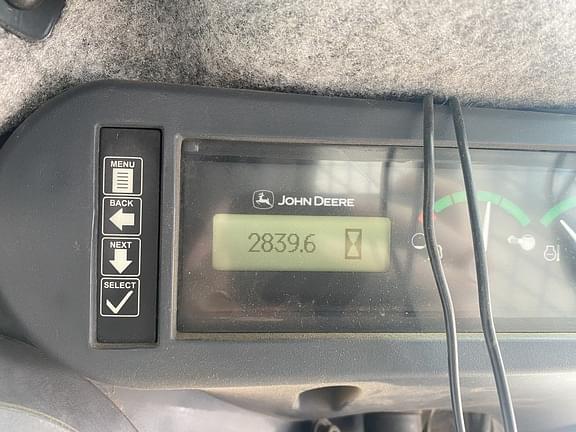 MENU
BACK
NEXT
SELECT
JOHN DEERE
2839.6